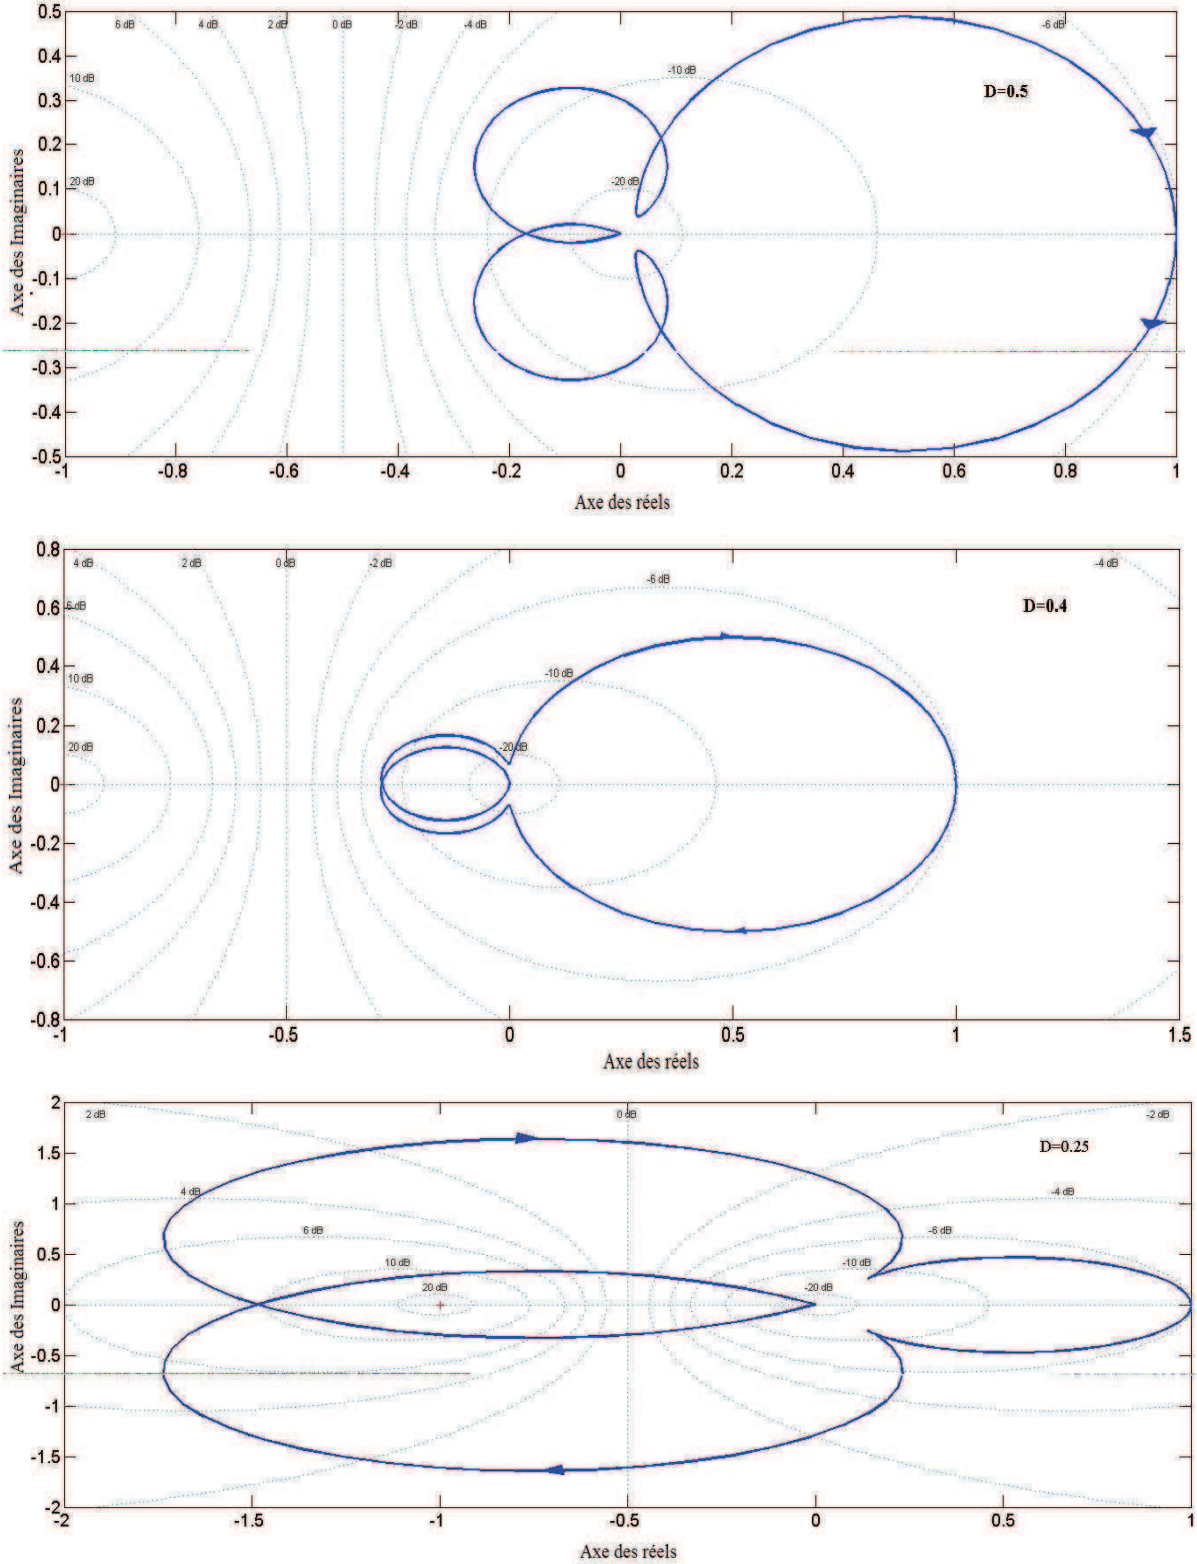 0.5
6 dB
4 dB
2 dB
0 dB
-2 dB
-4 dB
-6 dB
0.4
0.3
0.2
0.1
0
-0.1
-0.2
-0.3
-0.4
-0.5
10 dB
-10 dB
20 dB
-20 dB
D=0.5
Axe des Imaginaires
-1
-0.8
-0.6
-0.4
-0.2
0
0.2
0.4
0.6
0.8
1
Axe des réels
0.8
4 dB
2 dB
0 dB
-2 dB
-4 dB
-6 dB
0.6
6 dB
0.4
0.2
0
-0.2
-0.4
-0.6
-0.8
10 dB
-10 dB
20 dB
-20 dB
D=0.4
Axe des Imaginaires
-1
-0.5
0
0.5
1
1.5
Axe des réels
2
2 dB
0 dB
-2 dB
1.5
1
0.5
0
-0.5
-1
-1.5
-2
4 dB
-4 dB
6 dB
-6 dB
10 dB
-10 dB
20 dB
-20 dB
D=0.25
Axe des Imaginaires
-2
-1.5
-1
-0.5
0
0.5
1
Axe des réels